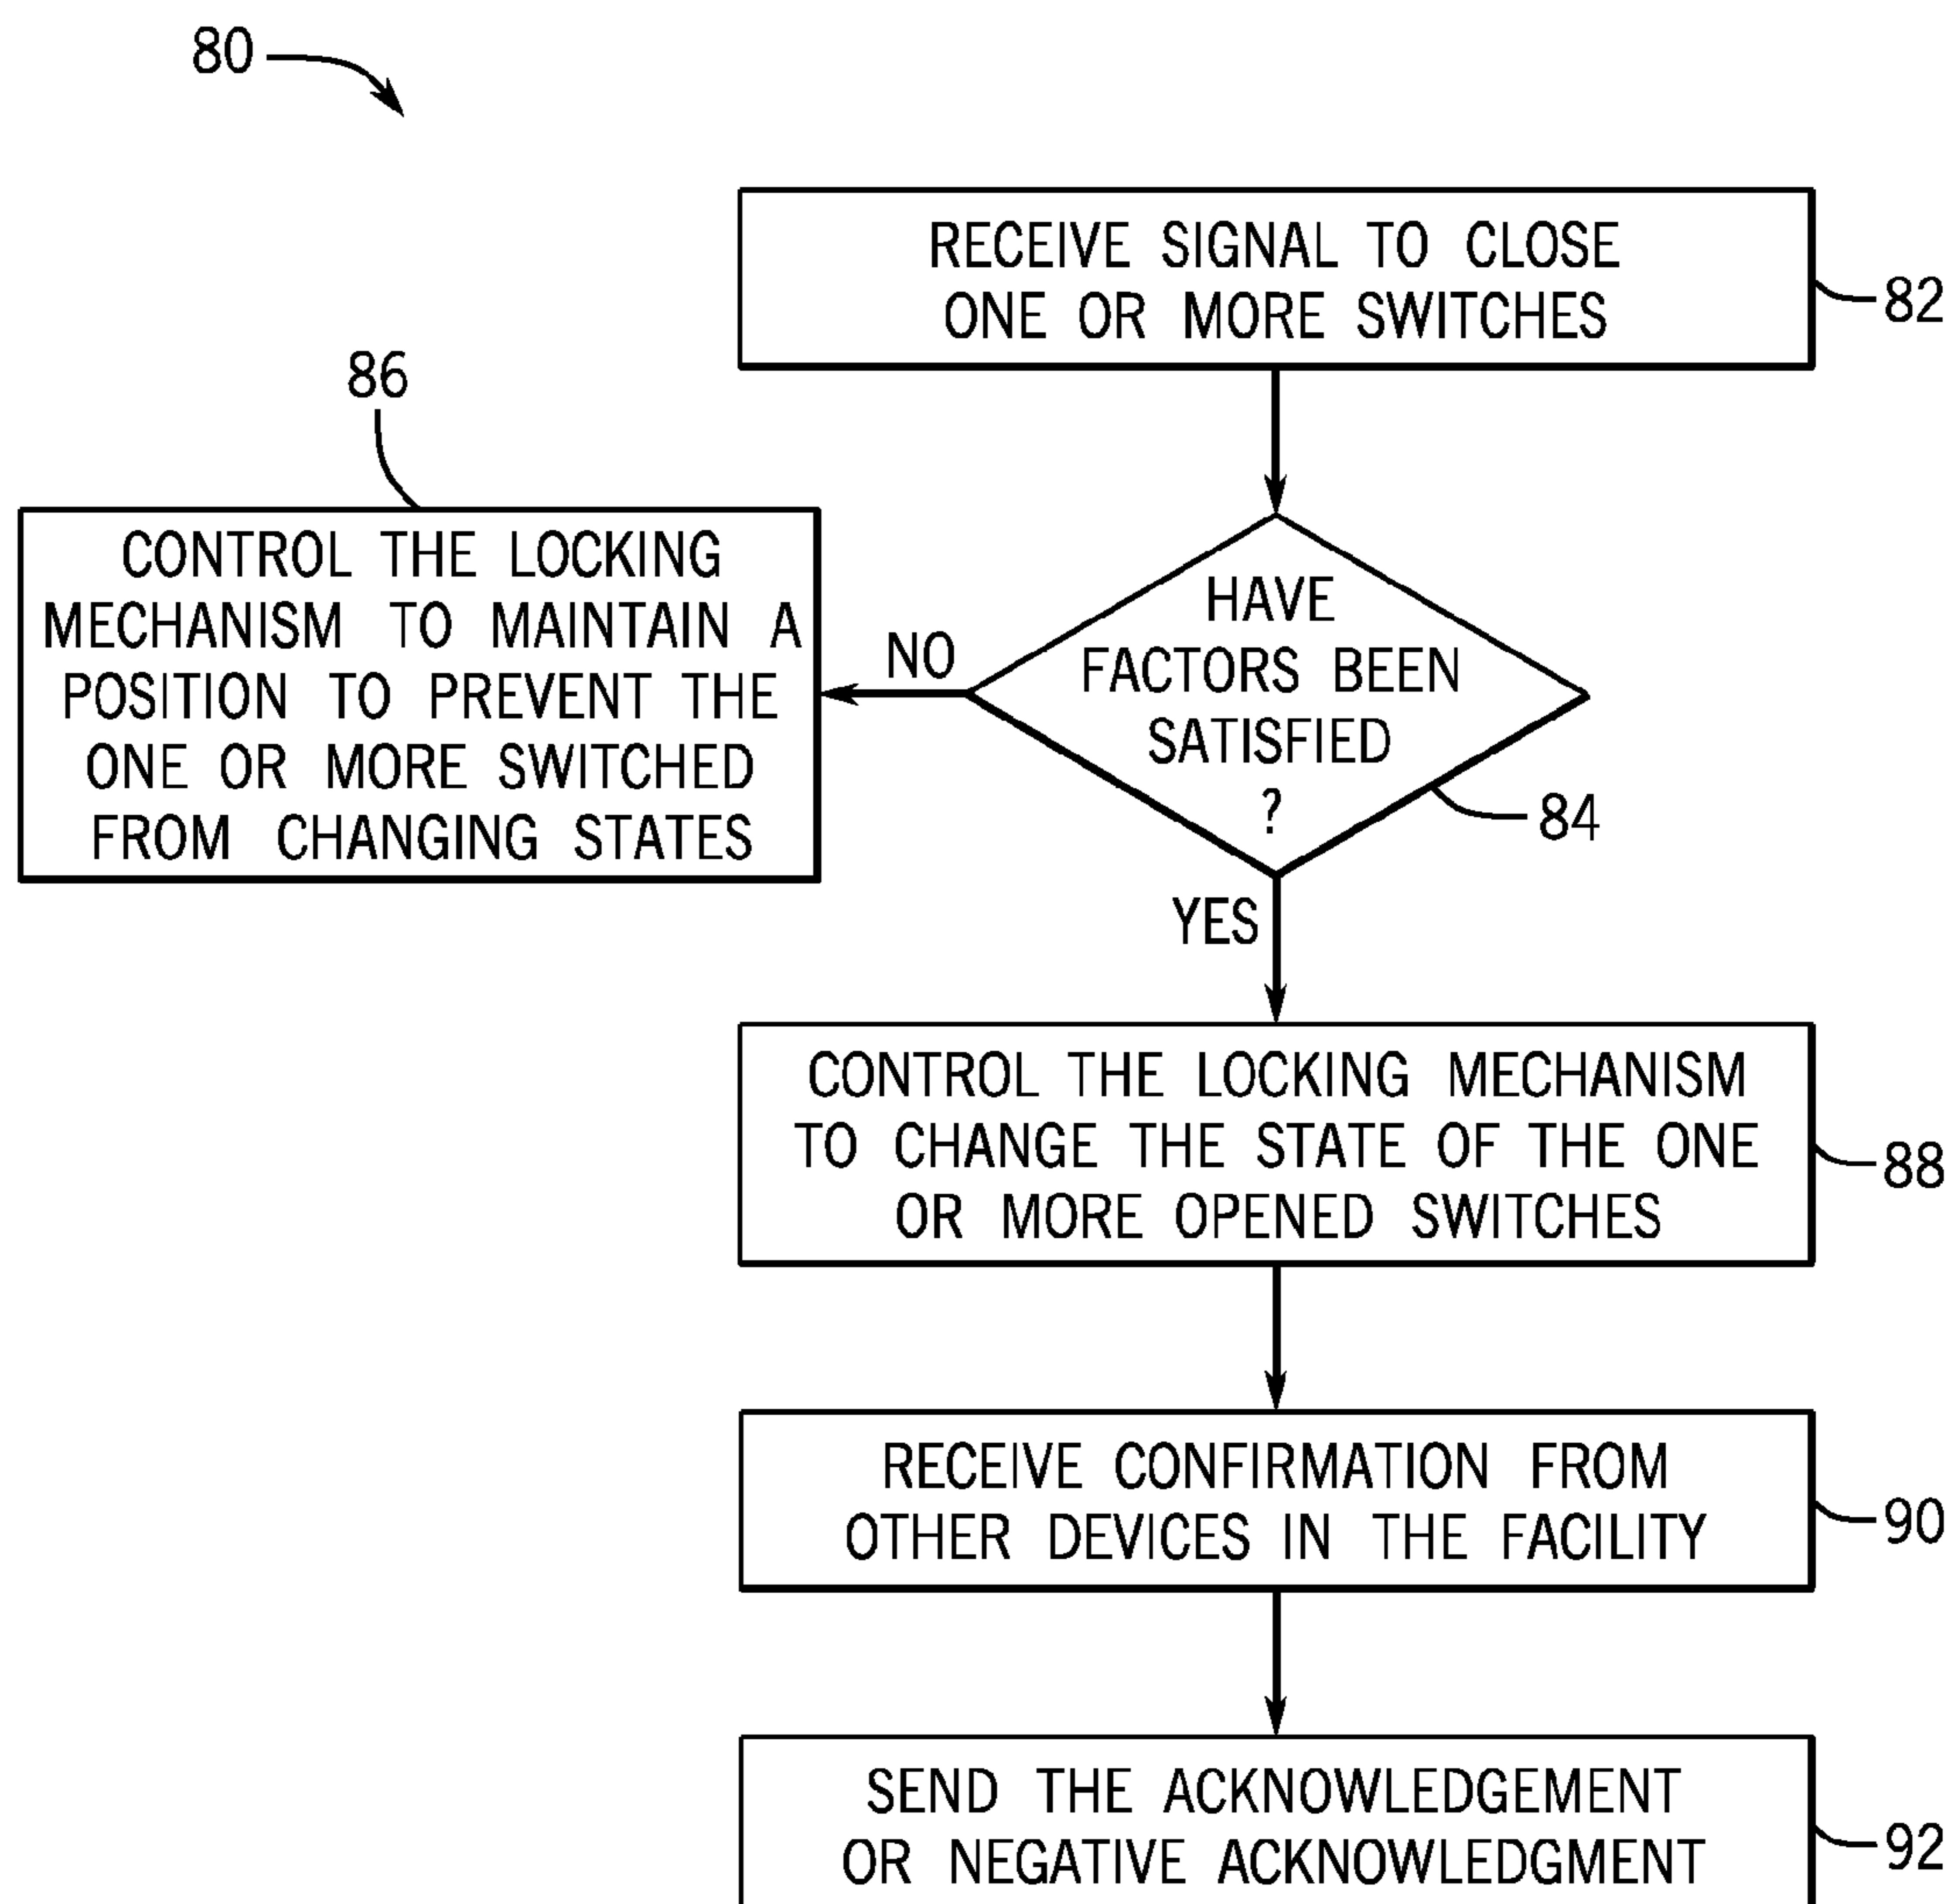 80
RECEIVE SIGNAL TO CLOSE
ONE OR MORE SWITCHES
82
HAVE
FACTORS BEEN
SATISFIED
?
84
NO
86
CONTROL THE LOCKING
MECHANISM TO MAINTAIN A
POSITION TO PREVENT THE
ONE OR MORE SWITCHED
FROM CHANGING STATES
YES
CONTROL THE LOCKING MECHANISM
TO CHANGE THE STATE OF THE ONE
OR MORE OPENED SWITCHES
88
RECEIVE CONFIRMATION FROM
OTHER DEVICES IN THE FACILITY
90
SEND THE ACKNOWLEDGEMENT
OR NEGATIVE ACKNOWLEDGMENT
92